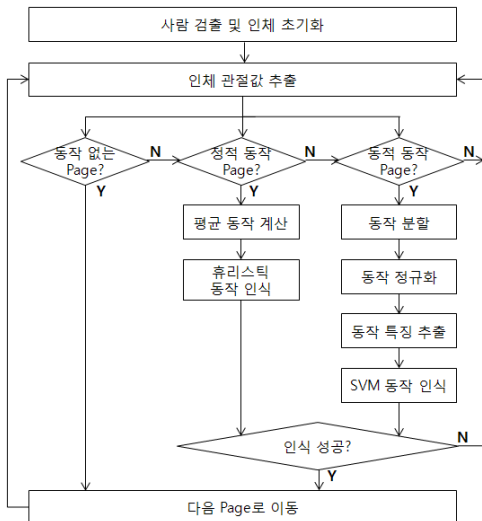 사람 검출 및 인체 초기화
인체 관절값 추출
동작 없는
Page?
N
정적 동작
Page?
N
동적 동작
Page?
N
Y
Y
Y
평균 동작 계산
동작 분할
휴리스틱
동작 인식
동작 정규화
동작 특징 추출
SVM 동작 인식
인식 성공?
N
Y
다음 Page로 이동